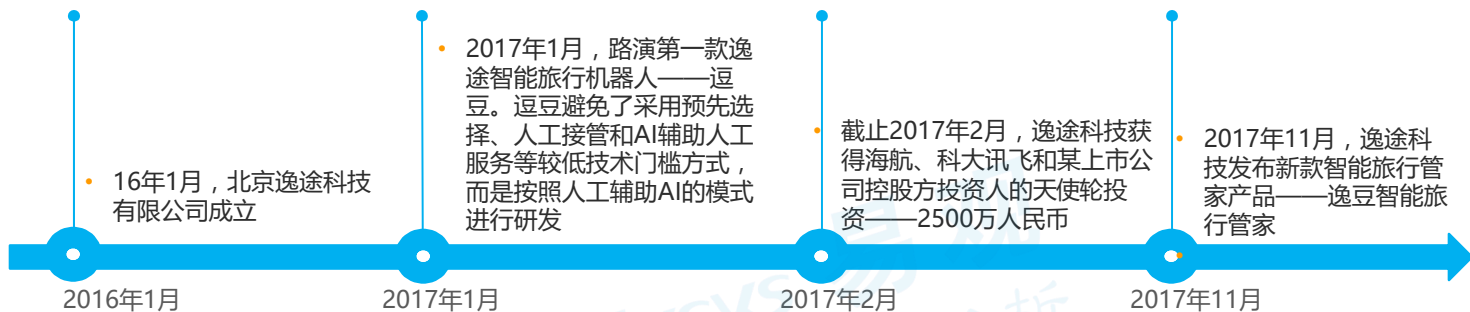 16年1月，北京逸途科技
有限公司成立
2017年1月，路演第一款逸
途智能旅行机器人——逗
豆。逗豆避免了采用预先选
择、人工接管和AI辅助人工
服务等较低技术门槛方式，
而是按照人工辅助AI的模式
进行研发
截止2017年2月，逸途科技获
得海航、科大讯飞和某上市公
司控股方投资人的天使轮投
资——2500万人民币
2017年11月，逸途科
技发布新款智能旅行管
家产品——逸豆智能旅
行管家
2016年1月
2017年1月
2017年2月
2017年11月
易观